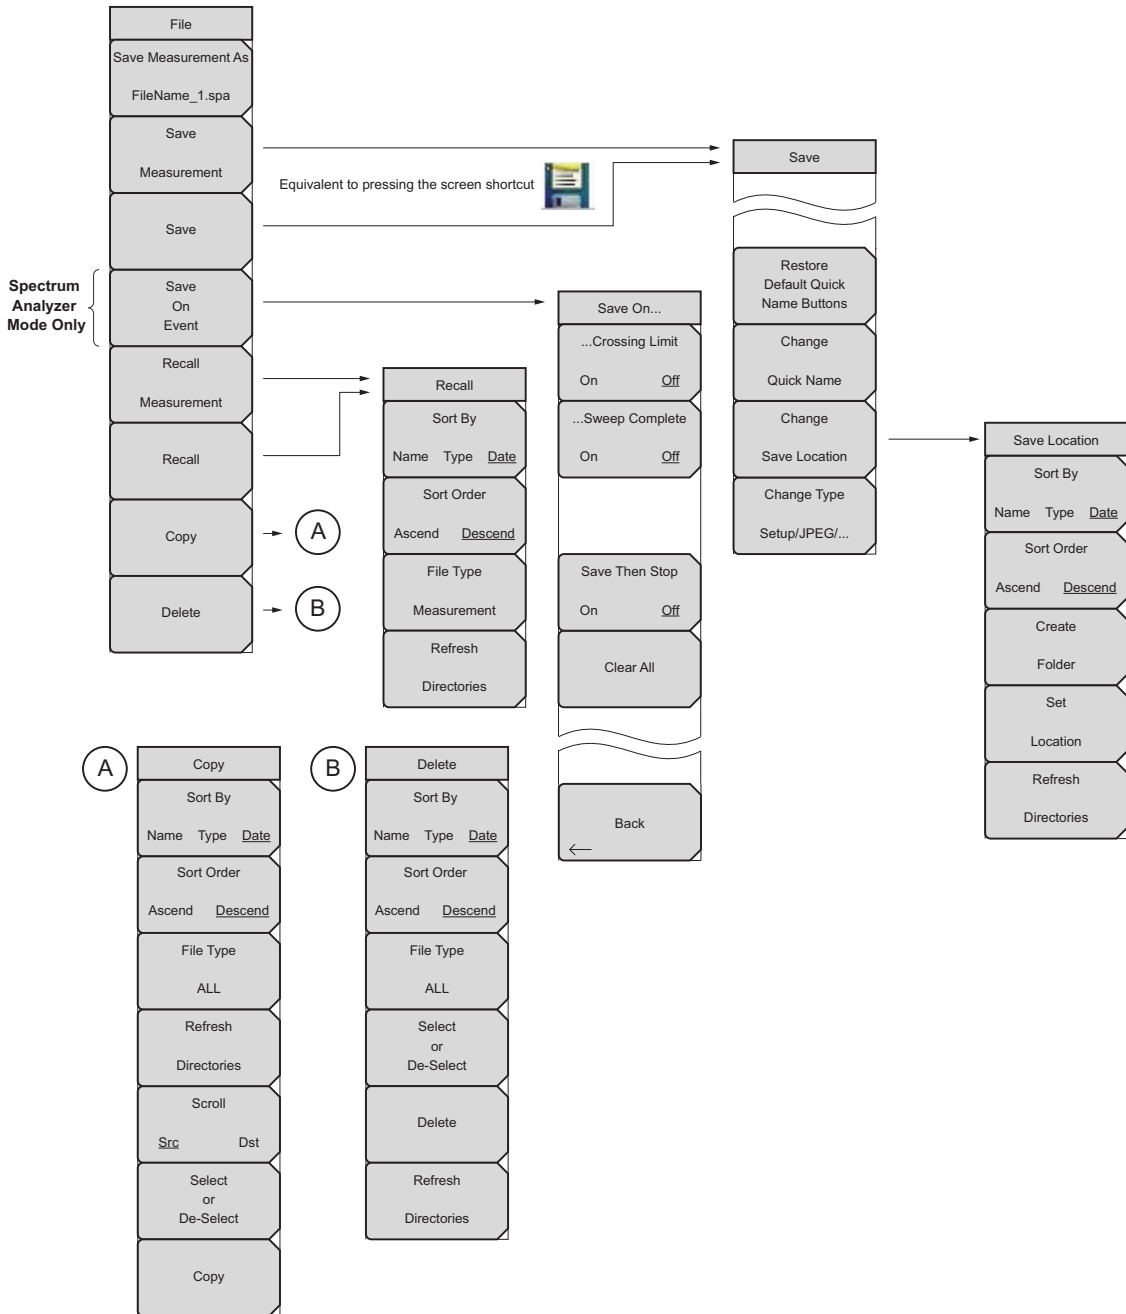 File
Save Measurement As
FileName_1.spa
Save
Measurement
Save
Equivalent to pressing the screen shortcut
Spectrum
Analyzer
Mode Only
Save
On
Event
Recall
Measurement
Recall
Copy
A
Delete
B
Recall
Sort By
Name Type Date
Sort Order
Ascend Descend
File Type
Measurement
Refresh
Directories
Save On...
...Crossing Limit
On Off
...Sweep Complete
On Off
Save Then Stop
On Off
Clear All
Back
Save
Restore
Default Quick
Name Buttons
Change
Quick Name
Change
Save Location
Change Type
Setup/JPEG/...
Save Location
Sort By
Name Type Date
Sort Order
Ascend Descend
Create
Folder
Set
Location
Refresh
Directories
A
Copy
Sort By
Name Type Date
Sort Order
Ascend Descend
File Type
ALL
Refresh
Directories
Scroll
Src Dst
Select
or
De-Select
Copy
B
Delete
Sort By
Name Type Date
Sort Order
Ascend Descend
File Type
ALL
Select
or
De-Select
Delete
Refresh
Directories